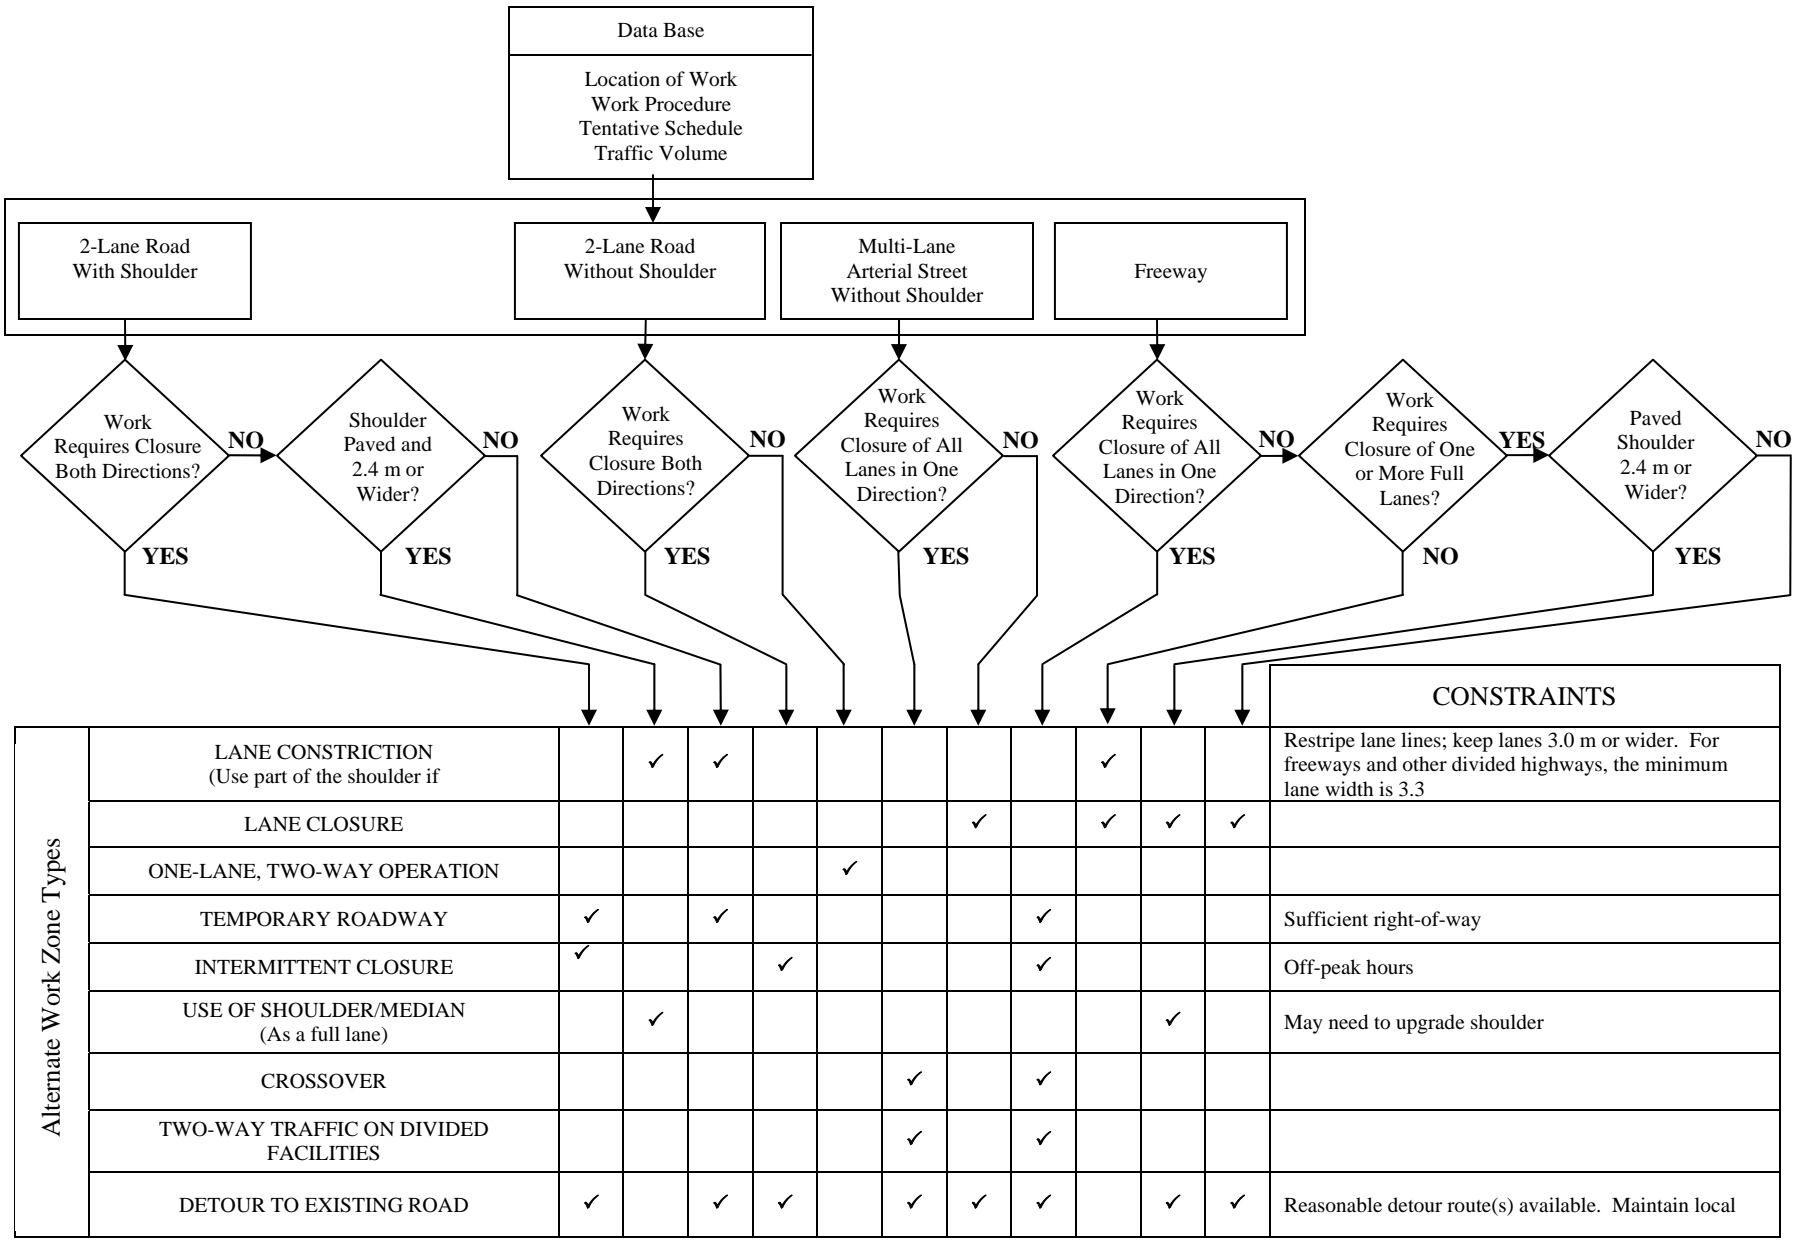 Data Base
Location of Work
Work Procedure
Tentative Schedule
Traffic Volume
2-Lane Road
With Shoulder
2-Lane Road
Without Shoulder
Multi-Lane
Arterial Street
Without Shoulder
Freeway
Work
Requires Closure
Both Directions?
NO
YES
Shoulder
Paved and
2.4 m or
Wider?
NO
YES
Work
Requires
Closure Both
Directions?
NO
YES
Work
Requires
Closure of All
Lanes in One
Direction?
NO
YES
Work
Requires
Closure of All
Lanes in One
Direction?
NO
YES
Work
Requires
Closure of One
or More Full
Lanes?
YES
NO
Paved
Shoulder
2.4 m or
Wider?
NO
YES
CONSTRAINTS
Alternate Work Zone Types
LANE CONSTRICTION
(Use part of the shoulder if
✓ ✓ ✓
Restripe lane lines; keep lanes 3.0 m or wider. For
freeways and other divided highways, the minimum
lane width is 3.3
LANE CLOSURE
✓ ✓ ✓ ✓
ONE-LANE, TWO-WAY OPERATION
✓
TEMPORARY ROADWAY
✓ ✓ ✓
Sufficient right-of-way
INTERMITTENT CLOSURE
✓ ✓ ✓
Off-peak hours
USE OF SHOULDER/MEDIAN
(As a full lane)
✓ ✓
May need to upgrade shoulder
CROSSOVER
✓ ✓
TWO-WAY TRAFFIC ON DIVIDED
FACILITIES
✓ ✓
DETOUR TO EXISTING ROAD
✓ ✓ ✓ ✓ ✓ ✓ ✓ ✓
Reasonable detour route(s) available. Maintain local